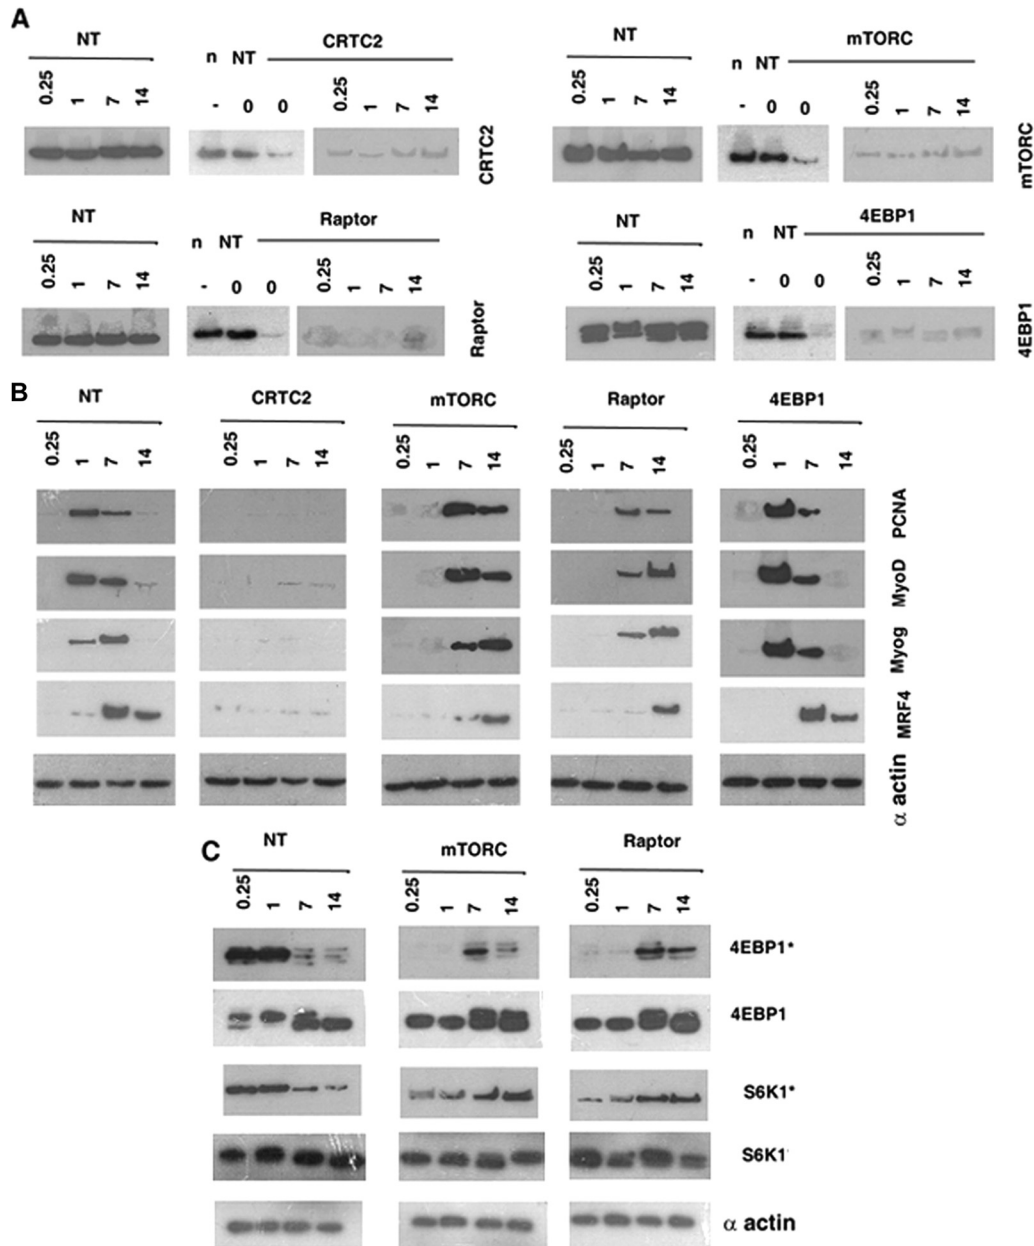 A
NT
n NT CRTC2
0.25 1 7 14
- 0 0 0.25 1 7 14
CRTC2
NT
n NT mTORC
0.25 1 7 14
- 0 0 0.25 1 7 14
mTORC
NT
n NT Raptor
0.25 1 7 14
- 0 0 0.25 1 7 14
Raptor
NT
n NT 4EBP1
0.25 1 7 14
- 0 0 0.25 1 7 14
4EBP1
B
NT CRTC2 mTORC Raptor 4EBP1
0.25 1 7 14 0.25 1 7 14 0.25 1 7 14 0.25 1 7 14 0.25 1 7 14
PCNA
MyoD
Myog
MRF4
α actin
C
NT mTORC Raptor
0.25 1 7 14 0.25 1 7 14 0.25 1 7 14
4EBP1*
4EBP1
S6K1*
S6K1
α actin